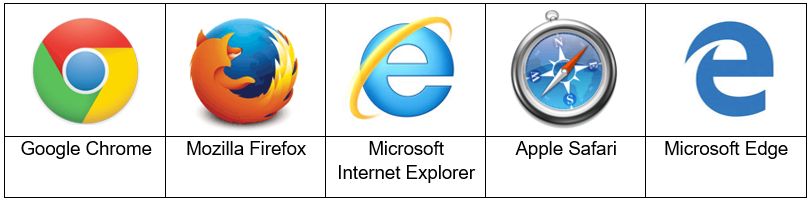 Google Chrome
Mozilla Firefox
Microsoft
Internet Explorer
Apple Safari
Microsoft Edge
N
E
W
S